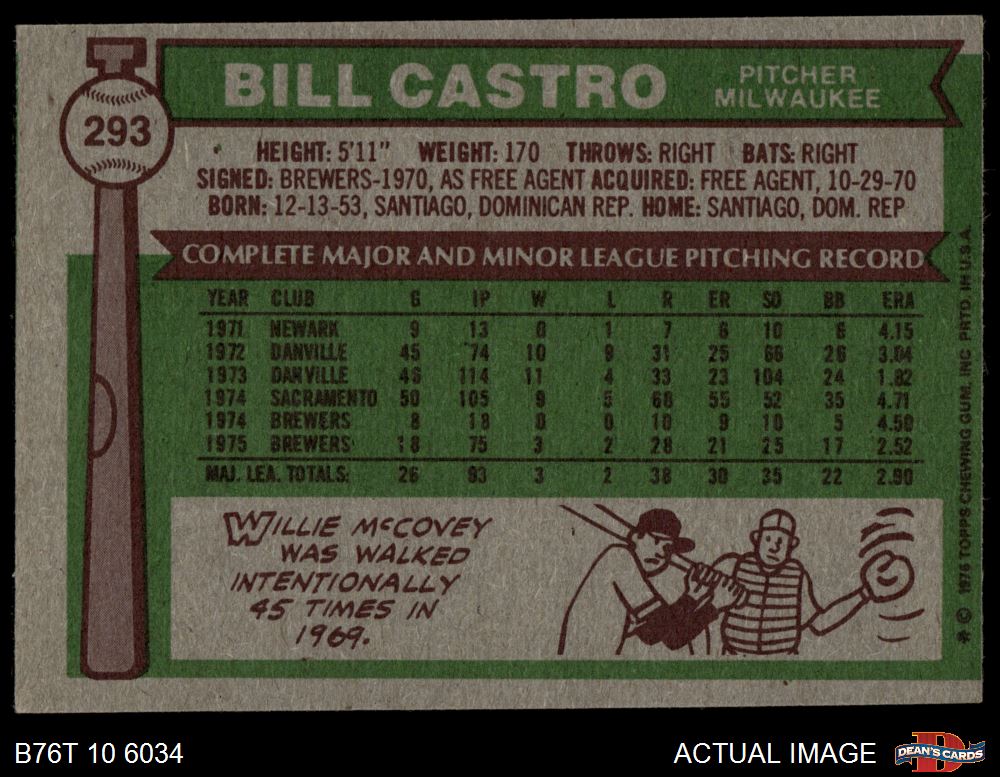 BILL CASTRO
PITCHER
MILWAUKEE
293
HEIGHT: 5'11" WEIGHT: 170 THROWS: RIGHT BATS: RIGHT
SIGNED: BREWERS-1970, AS FREE AGENT ACQUIRED: FREE AGENT, 10-29-70
BORN: 12-13-53, SANTIAGO, DOMINICAN REP. HOME: SANTIAGO, DOM. REP.
COMPLETE MAJOR AND MINOR LEAGUE PITCHING RECORD
YEAR CLUB G IP W L R ER SO BB ERA
1971 NEWARK 9 13 0 1 7 6 10 6 4.15
1972 DANVILLE 45 74 10 9 31 25 66 26 3.04
1973 DANVILLE 46 114 11 4 33 23 104 24 1.82
1974 SACRAMENTO 50 105 9 5 60 55 52 35 4.71
1974 BREWERS 8 18 0 0 10 9 10 5 4.50
1975 BREWERS 18 75 3 2 28 21 25 17 2.52
MAJ. LEA. TOTALS: 26 93 3 2 38 30 35 22 2.90
WILLIE McCOVEY
WAS WALKED
INTENTIONALLY
45 TIMES IN
1969.
* © 1976 TOPPS CHEWING GUM, INC. PRTD. IN U.S.A.
B76T 10 6034
ACTUAL IMAGE
D
DEAN'S CARDS